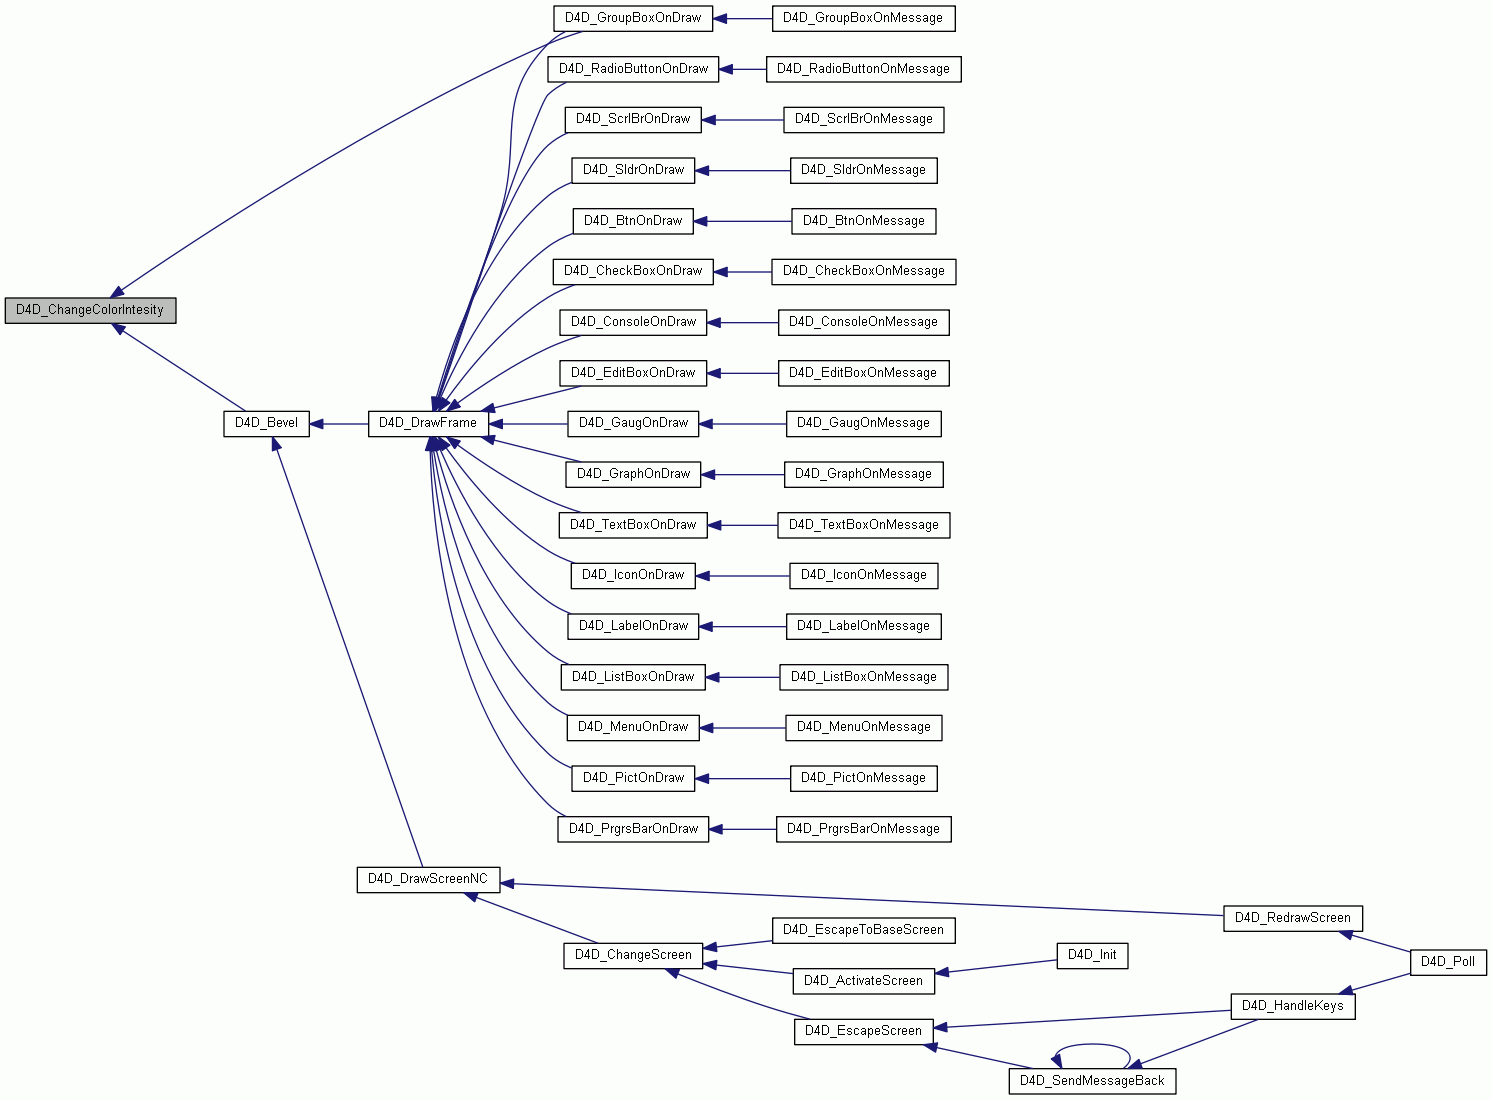 D4D_GroupBoxOnDraw
D4D_GroupBoxOnMessage
D4D_RadioButtonOnDraw
D4D_RadioButtonOnMessage
D4D_ScrlBrOnDraw
D4D_ScrlBrOnMessage
D4D_SldrOnDraw
D4D_SldrOnMessage
D4D_BtnOnDraw
D4D_BtnOnMessage
D4D_CheckBoxOnDraw
D4D_CheckBoxOnMessage
D4D_ChangeColorIntesity
D4D_ConsoleOnDraw
D4D_ConsoleOnMessage
D4D_EditBoxOnDraw
D4D_EditBoxOnMessage
D4D_Bevel
D4D_DrawFrame
D4D_GaugOnDraw
D4D_GaugOnMessage
D4D_GraphOnDraw
D4D_GraphOnMessage
D4D_TextBoxOnDraw
D4D_TextBoxOnMessage
D4D_IconOnDraw
D4D_IconOnMessage
D4D_LabelOnDraw
D4D_LabelOnMessage
D4D_ListBoxOnDraw
D4D_ListBoxOnMessage
D4D_MenuOnDraw
D4D_MenuOnMessage
D4D_PictOnDraw
D4D_PictOnMessage
D4D_PrgrsBarOnDraw
D4D_PrgrsBarOnMessage
D4D_DrawScreenNC
D4D_RedrawScreen
D4D_EscapeToBaseScreen
D4D_ChangeScreen
D4D_Init
D4D_Poll
D4D_ActivateScreen
D4D_HandleKeys
D4D_EscapeScreen
D4D_SendMessageBack